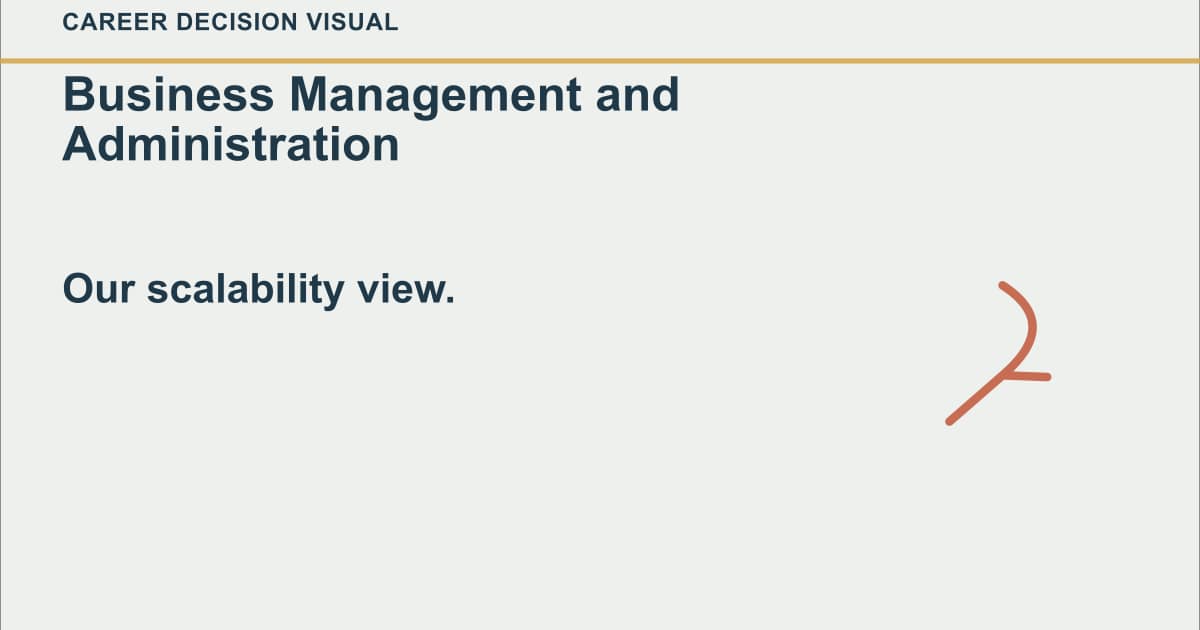 CAREER DECISION VISUAL
Business Management and
Administration
Our scalability view.